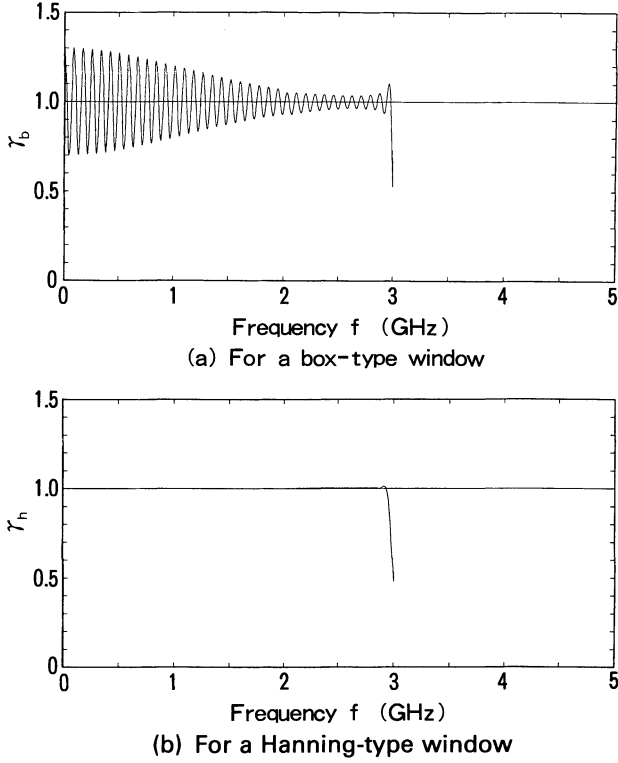 1.5
1.0
0.5
0
γb
0 1 2 3 4 5
Frequency f (GHz)
(a) For a box-type window
1.5
1.0
0.5
0
γh
0 1 2 3 4 5
Frequency f (GHz)
(b) For a Hanning-type window